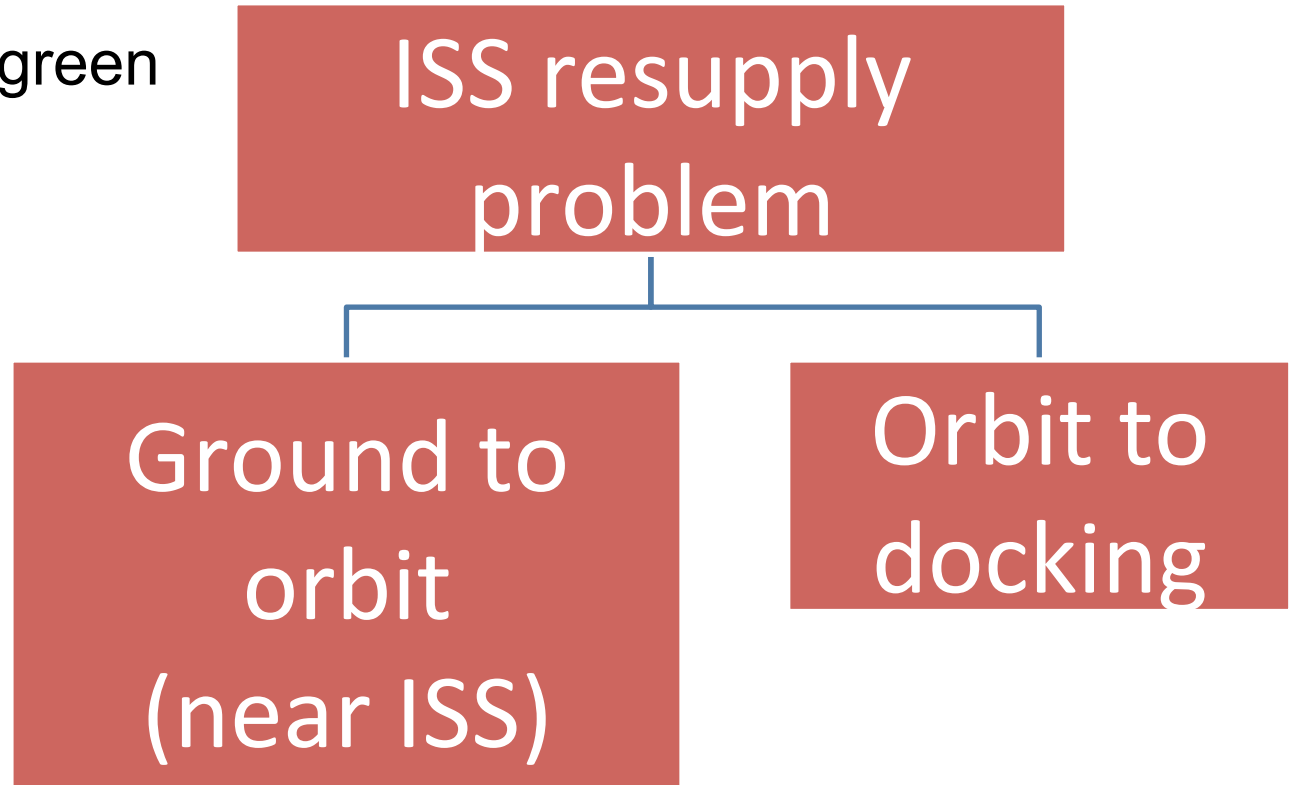 green
ISS resupply
problem
Ground to
orbit
(near ISS)
Orbit to
docking